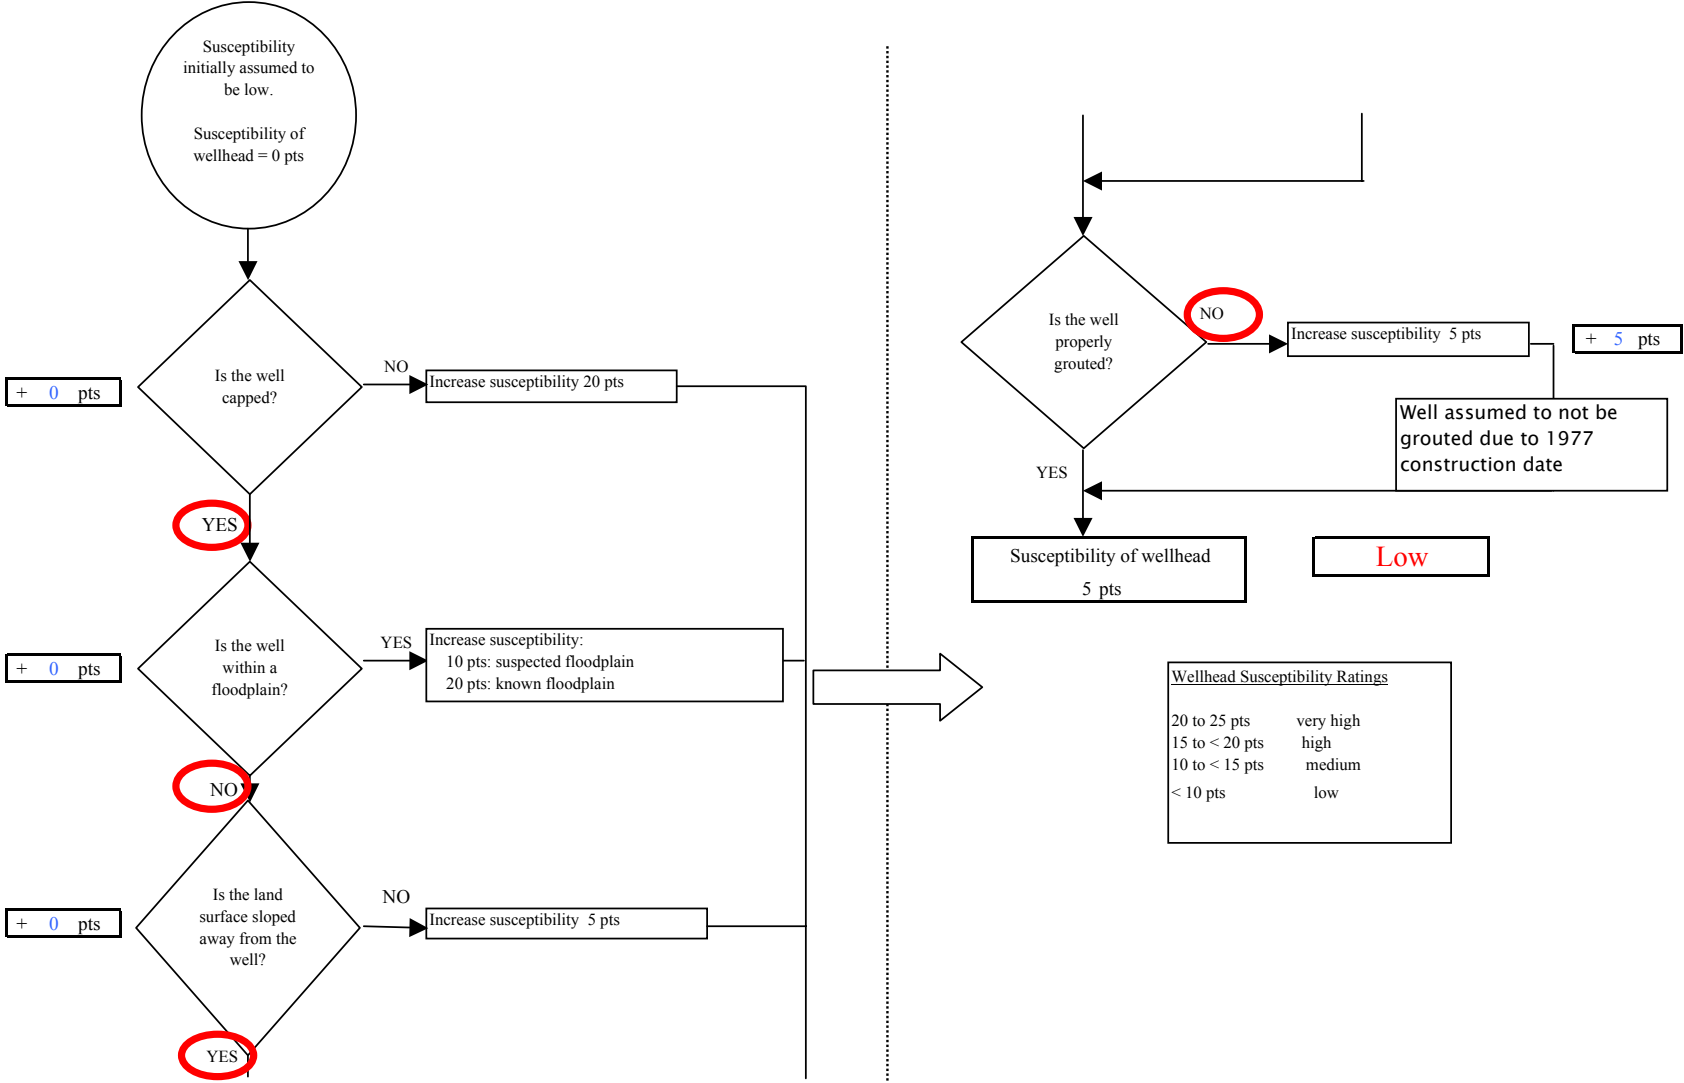 Susceptibility
initially assumed to
be low.
Susceptibility of
wellhead = 0 pts
Is the well
capped?
NO
Increase susceptibility 20 pts
+ 0 pts
YES
Is the well
within a
floodplain?
YES
Increase susceptibility:
10 pts: suspected floodplain
20 pts: known floodplain
+ 0 pts
NO
Is the land
surface sloped
away from the
well?
NO
Increase susceptibility 5 pts
+ 0 pts
YES
Is the well
properly
grouted?
NO
Increase susceptibility 5 pts
+ 5 pts
Well assumed to not be
grouted due to 1977
construction date
YES
Susceptibility of wellhead
5 pts
Low
Wellhead Susceptibility Ratings
20 to 25 pts very high
15 to < 20 pts high
10 to < 15 pts medium
< 10 pts low